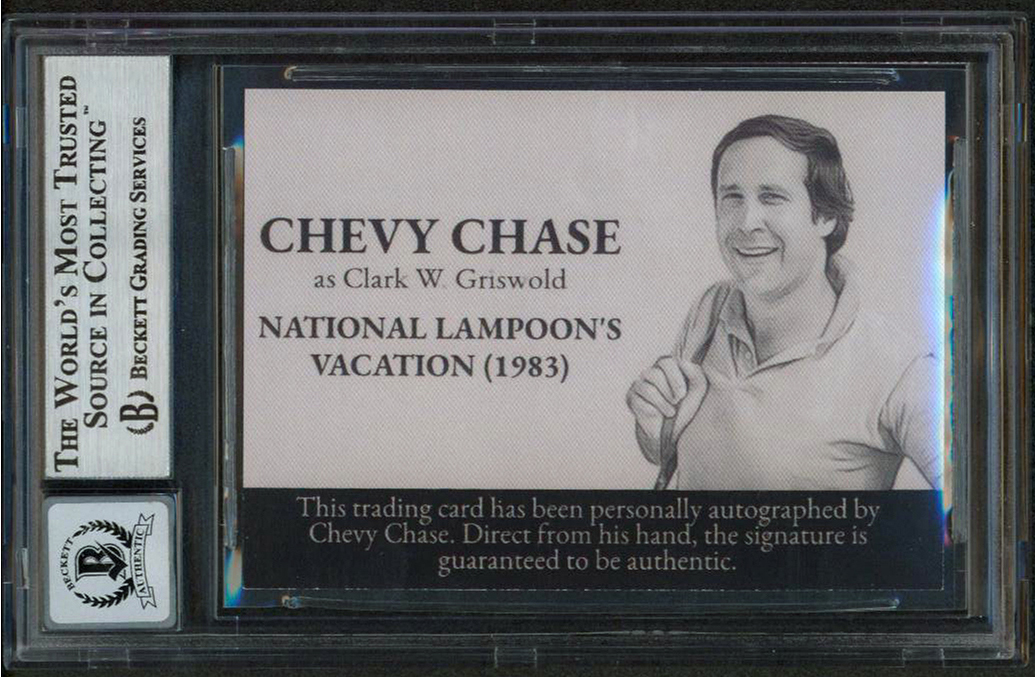 THE WORLD'S MOST TRUSTED
SOURCE IN COLLECTING™
BECKETT GRADING SERVICES
B
BECKETT
B
AUTHENTIC
CHEVY CHASE
as Clark W. Griswold
NATIONAL LAMPOON'S
VACATION (1983)
This trading card has been personally autographed by
Chevy Chase. Direct from his hand, the signature is
guaranteed to be authentic.